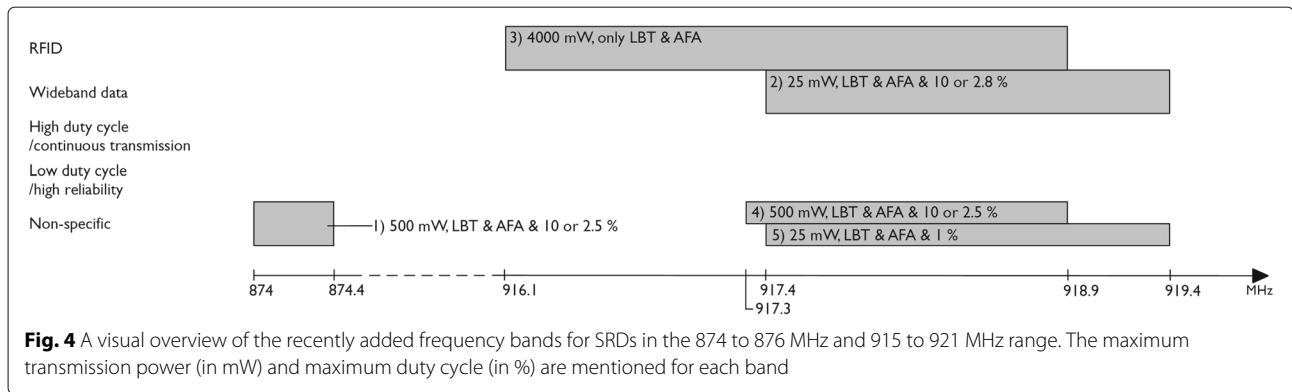 RFID
3) 4000 mW, only LBT & AFA
Wideband data
2) 25 mW, LBT & AFA & 10 or 2.8 %
High duty cycle
/continuous transmission
Low duty cycle
/high reliability
Non-specific
1) 500 mW, LBT & AFA & 10 or 2.5 %
4) 500 mW, LBT & AFA & 10 or 2.5 %
5) 25 mW, LBT & AFA & 1 %
874
874.4
916.1
917.4
918.9
919.4
MHz
917.3
Fig. 4 A visual overview of the recently added frequency bands for SRDs in the 874 to 876 MHz and 915 to 921 MHz range. The maximum
transmission power (in mW) and maximum duty cycle (in %) are mentioned for each band